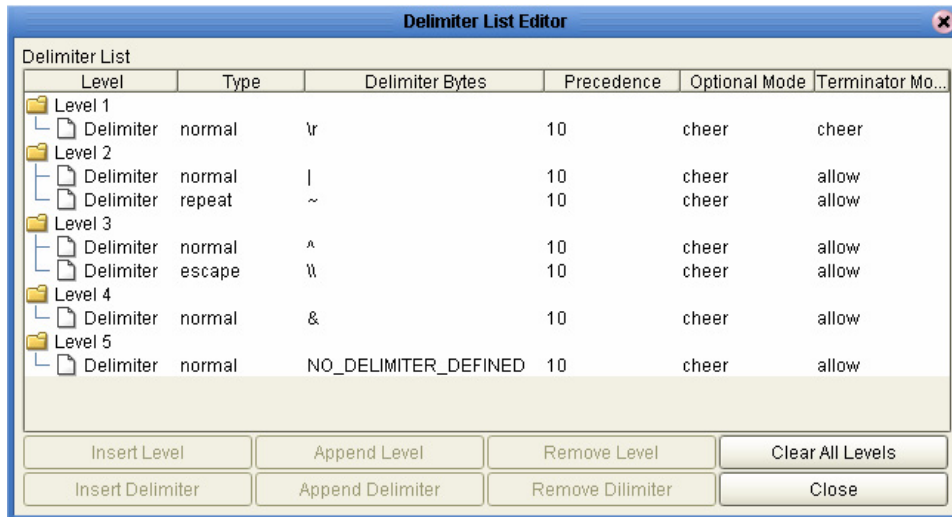 Delimiter List Editor
Delimiter List
Level Type Delimiter Bytes Precedence Optional Mode Terminator Mo...
Level 1
Delimiter normal \r 10 cheer cheer
Level 2
Delimiter normal | 10 cheer allow
Delimiter repeat ~ 10 cheer allow
Level 3
Delimiter normal ^ 10 cheer allow
Delimiter escape \\ 10 cheer allow
Level 4
Delimiter normal & 10 cheer allow
Level 5
Delimiter normal NO_DELIMITER_DEFINED 10 cheer allow
Insert Level Append Level Remove Level Clear All Levels
Insert Delimiter Append Delimiter Remove Dilimiter Close